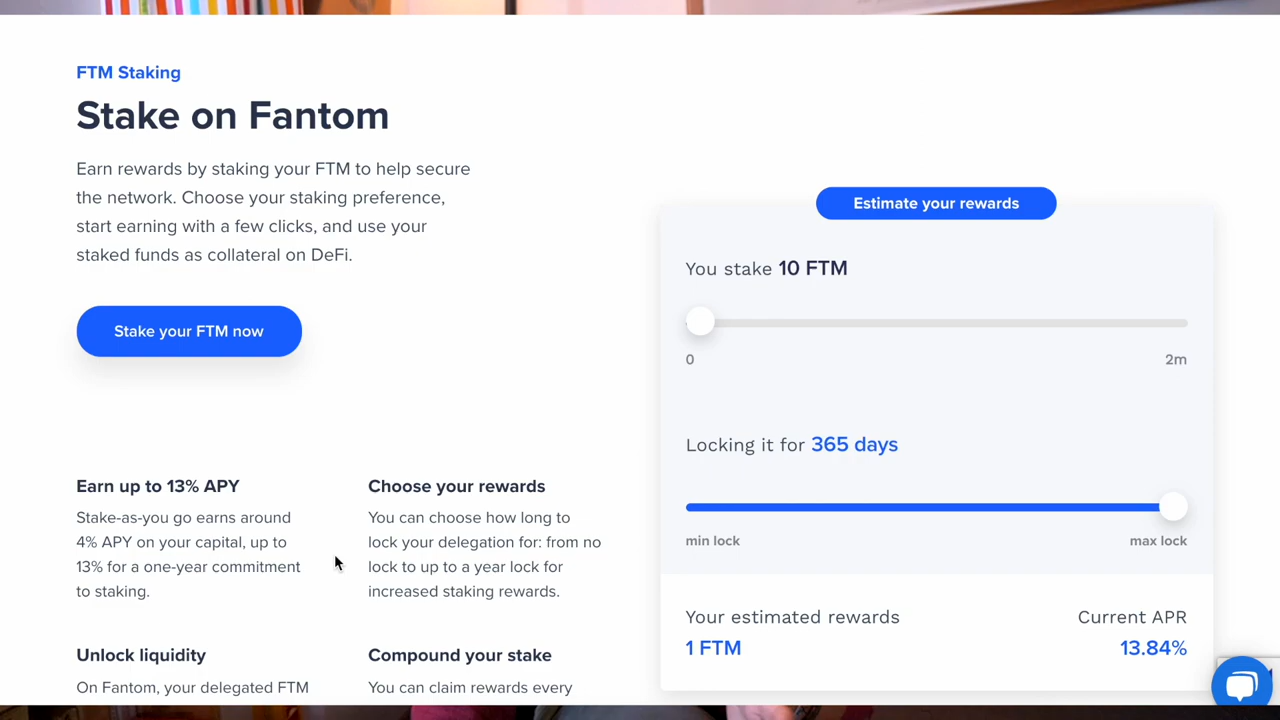 FTM Staking
Stake on Fantom
Earn rewards by staking your FTM to help secure
the network. Choose your staking preference,
start earning with a few clicks, and use your
staked funds as collateral on DeFi.
Stake your FTM now
Earn up to 13% APY
Stake-as-you go earns around
4% APY on your capital, up to
13% for a one-year commitment
to staking.
Choose your rewards
You can choose how long to
lock your delegation for: from no
lock to up to a year lock for
increased staking rewards.
Unlock liquidity
On Fantom, your delegated FTM
Compound your stake
You can claim rewards every
Estimate your rewards
You stake 10 FTM
0
2m
Locking it for 365 days
min lock
max lock
Your estimated rewards
1 FTM
Current APR
13.84%